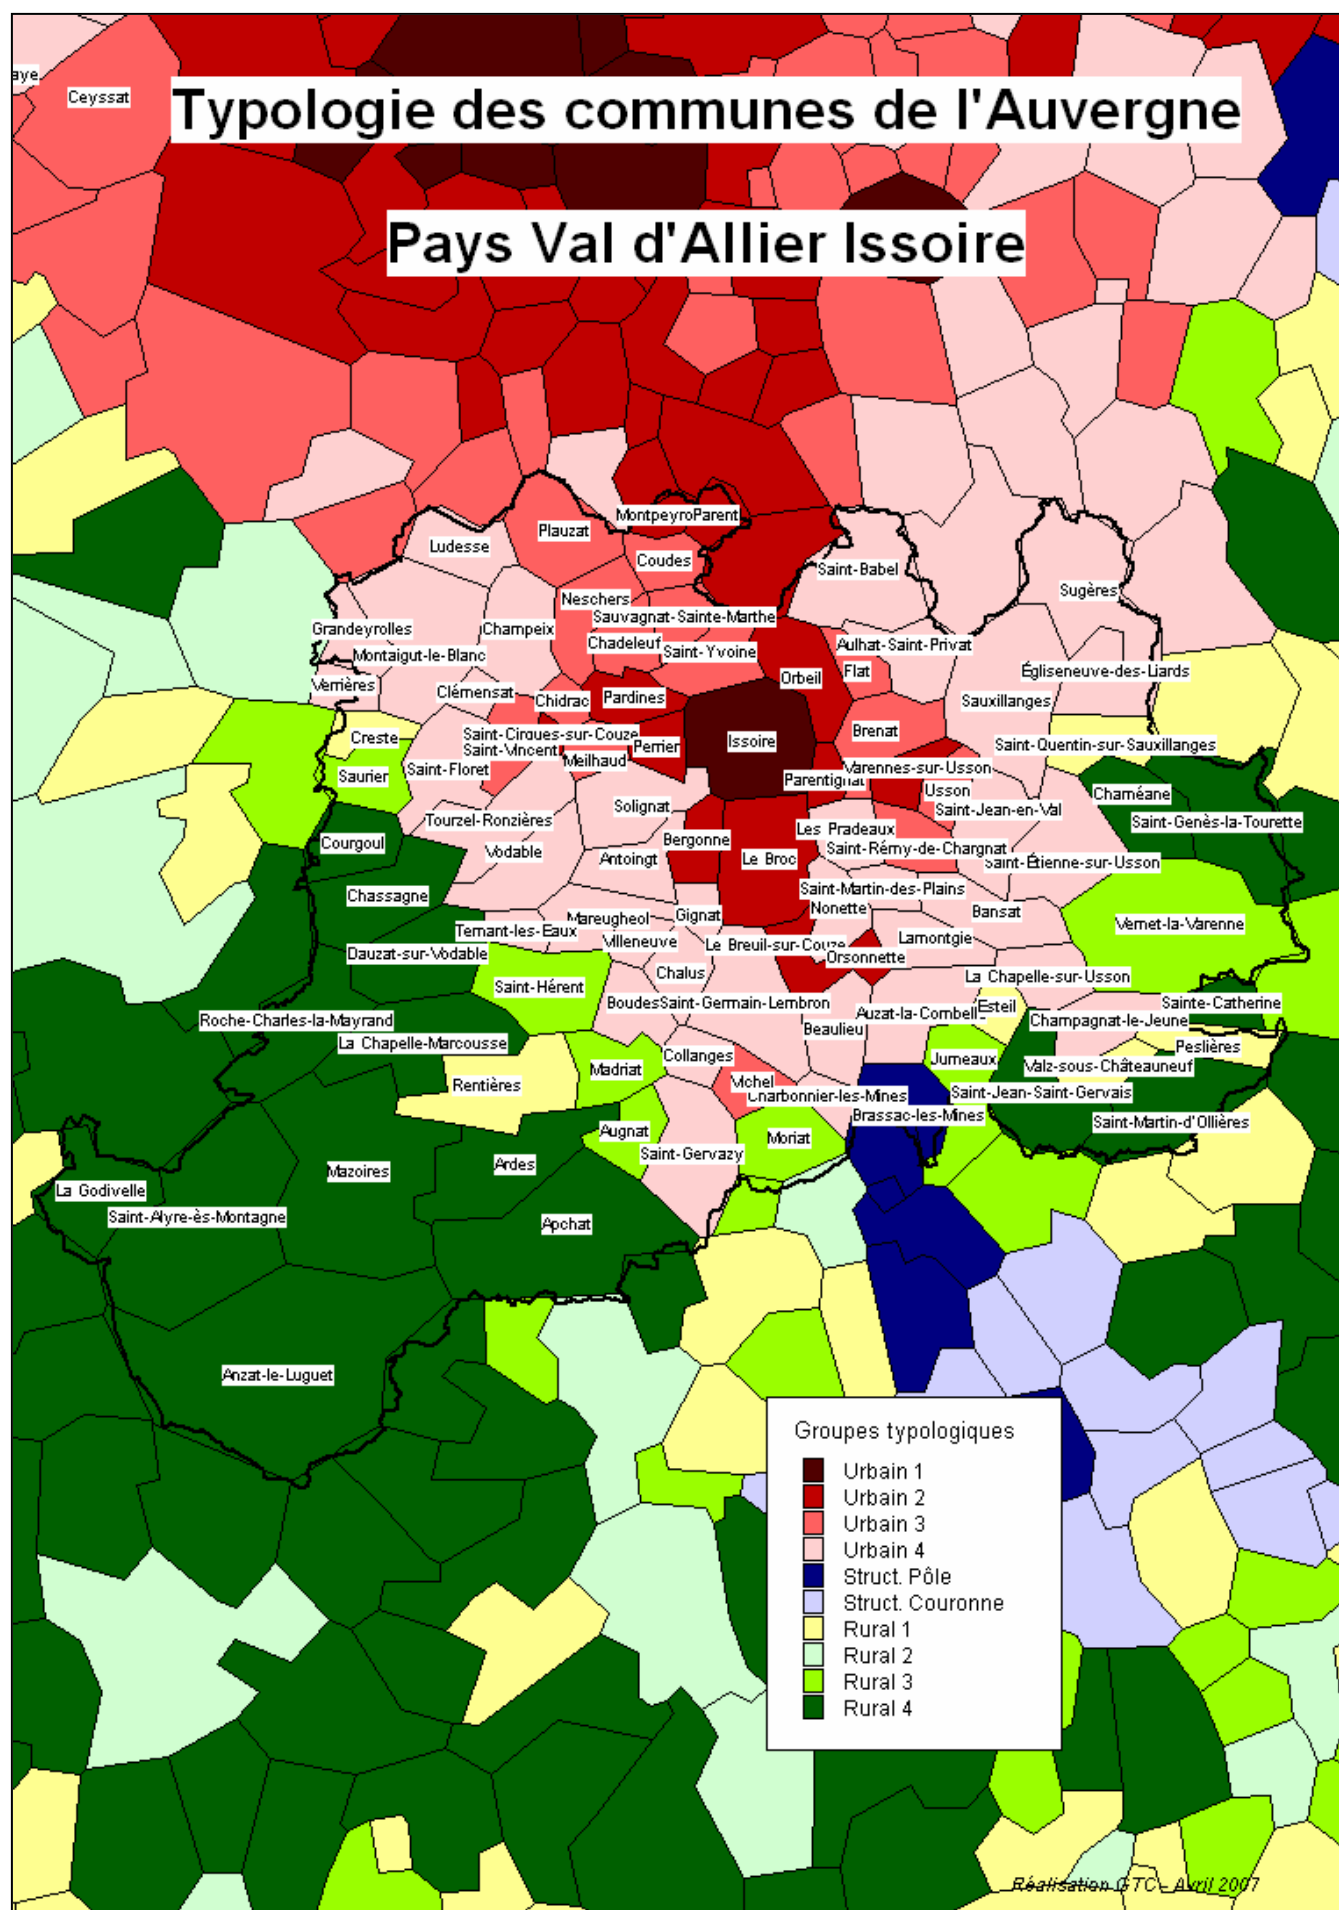 aye
Ceyssat
Typologie des communes de l'Auvergne
Pays Val d'Allier Issoire
MontpeyroParent
Plauzat
Ludesse
Coudes
Saint-Babel
Sugères
Neschers
Sauvagnat-Sainte-Marthe
Grandeyrolles
Champeix
Chadeleuf
Saint-Yvoine
Aulhat-Saint-Privat
Montaigut-le-Blanc
Flat
Égliseneuve-des-Liards
Orbeil
Verrières
Clémensat
Chidrac
Pardines
Sauxillanges
Creste
Saint-Cirques-sur-Couze
Issoire
Brenat
Saint-Vincent
Perrier
Saint-Quentin-sur-Sauxillanges
Saint-Floret
Meilhaud
Varennes-sur-Usson
Saurier
Parentignat
Usson
Charnéane
Solignat
Saint-Jean-en-Val
Tourzel-Ronzières
Saint-Genès-la-Tourette
Les Pradeaux
Courgoul
Vodable
Bergonne
Saint-Rémy-de-Chargnat
Antoingt
Le Broc
Saint-Étienne-sur-Usson
Chassagne
Saint-Martin-des-Plains
Mareugheol
Gignat
Nonette
Bansat
Vernet-la-Varenne
Ternant-les-Eaux
Villeneuve
Le Breuil-sur-Couze
Lamontgie
Dauzat-sur-Vodable
Orsonnette
Chalus
La Chapelle-sur-Usson
Saint-Hérent
Boudes
Saint-Germain-Lembron
Esteil
Sainte-Catherine
Auzat-la-Combell
Roche-Charles-la-Mayrand
Champagnat-le-Jeune
Beaulieu
La Chapelle-Marcousse
Peslières
Collanges
Jumeaux
Valz-sous-Châteauneuf
Madriat
Rentières
Vichel
Charbonnier-les-Mines
Saint-Jean-Saint-Gervais
Brassac-les-Mines
Saint-Martin-d'Ollières
Augnat
Moriat
Saint-Gervazy
Ardes
Mazoires
La Godivelle
Saint-Alyre-ès-Montagne
Apchat
Anzat-le-Luguet
Groupes typologiques
Urbain 1
Urbain 2
Urbain 3
Urbain 4
Struct. Pôle
Struct. Couronne
Rural 1
Rural 2
Rural 3
Rural 4
Réalisation GTC - Avril 2007